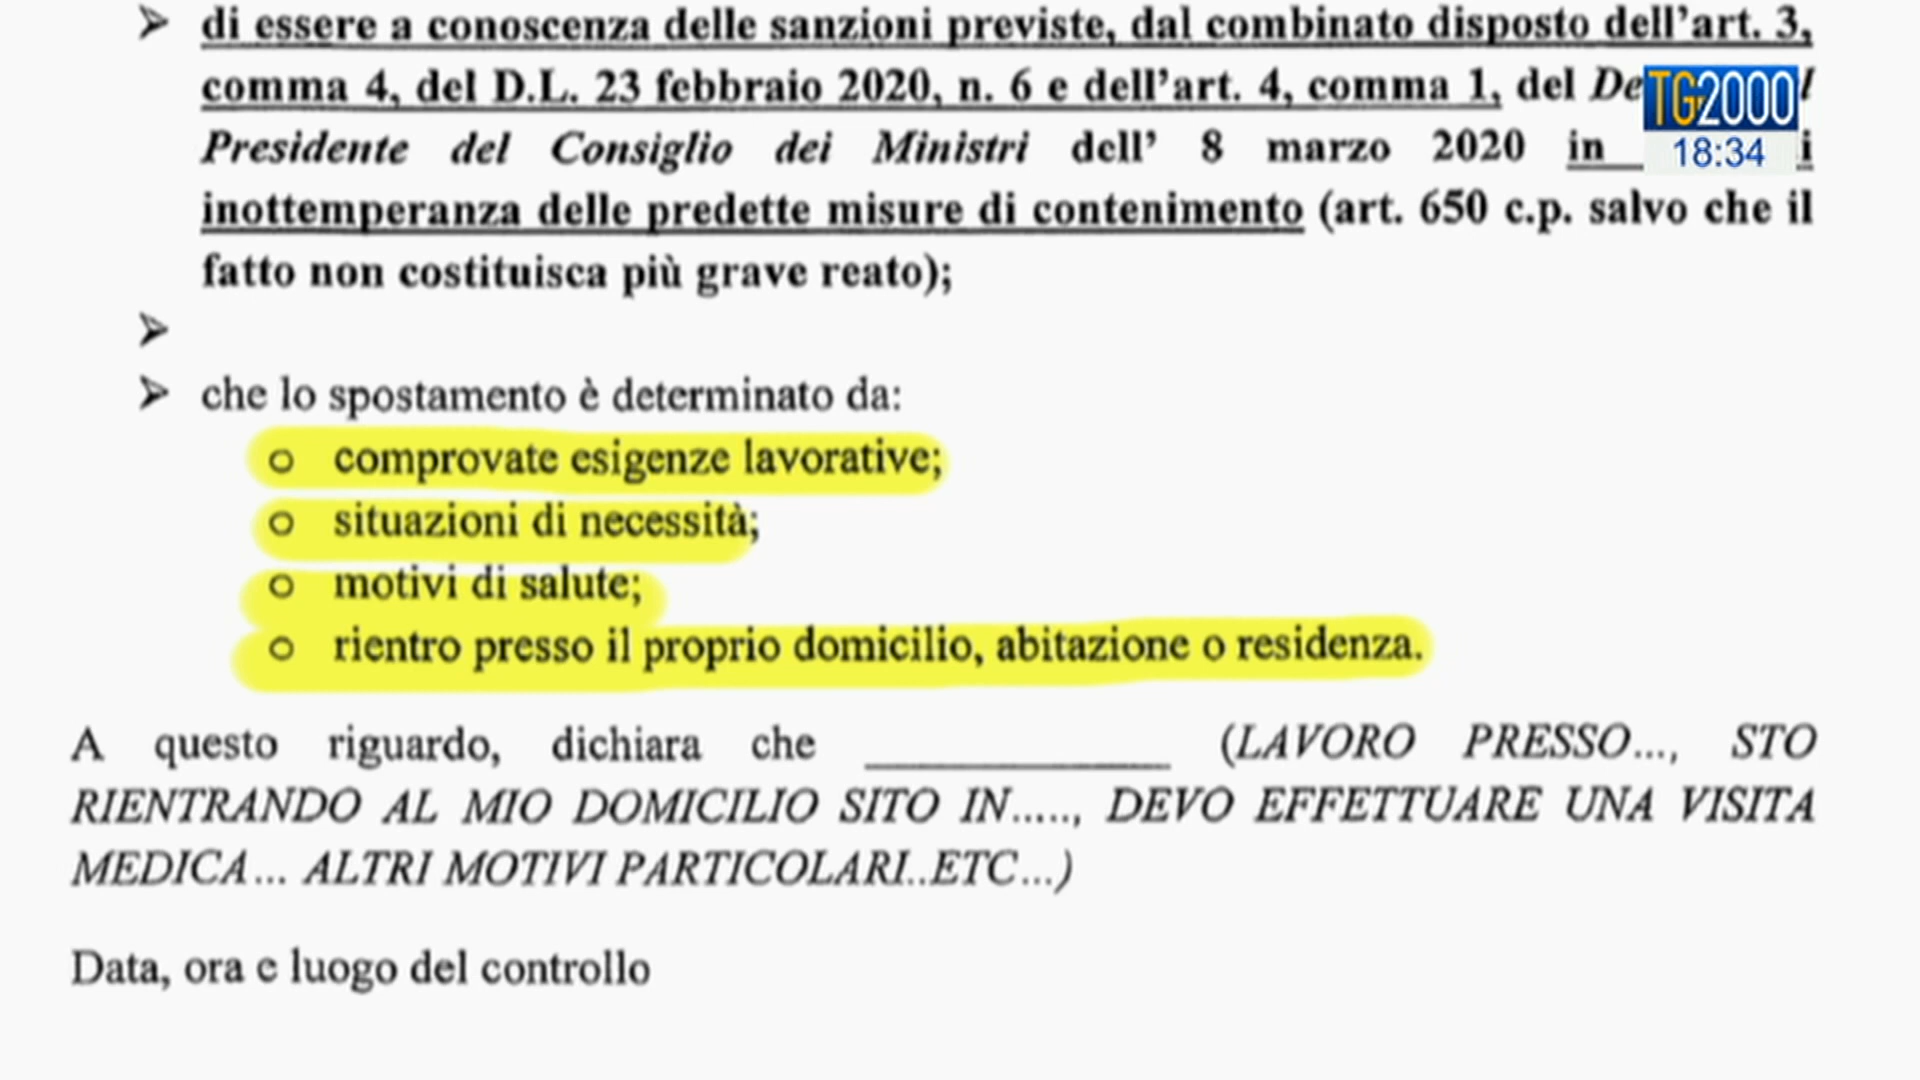 ➢ di essere a conoscenza delle sanzioni previste, dal combinato disposto dell’art. 3,
comma 4, del D.L. 23 febbraio 2020, n. 6 e dell’art. 4, comma 1, del
Presidente del Consiglio dei Ministri dell’ 8 marzo 2020 in
inottemperanza delle predette misure di contenimento (art. 650 c.p. salvo che il
fatto non costituisca più grave reato);
➢
➢ che lo spostamento è determinato da:
o comprovate esigenze lavorative;
o situazioni di necessità;
o motivi di salute;
o rientro presso il proprio domicilio, abitazione o residenza.
A questo riguardo, dichiara che ______________ (LAVORO PRESSO..., STO
RIENTRANDO AL MIO DOMICILIO SITO IN....., DEVO EFFETTUARE UNA VISITA
MEDICA... ALTRI MOTIVI PARTICOLARI..ETC...)
Data, ora e luogo del controllo
TG2000
18:34